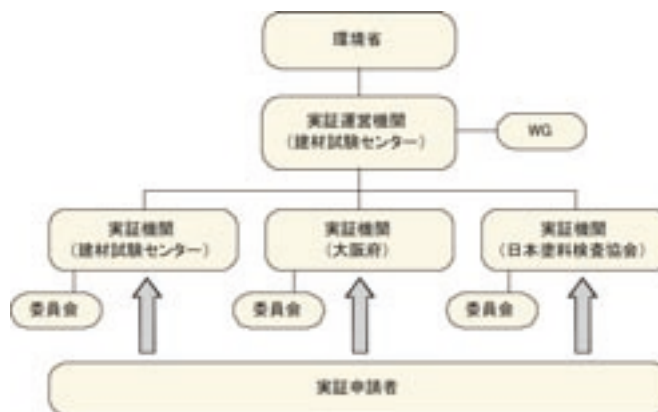 環境省
実証運営機関
(建材試験センター)
WG
実証機関
(建材試験センター)
実証機関
(大阪府)
実証機関
(日本塗料検査協会)
委員会
委員会
委員会
実証申請者